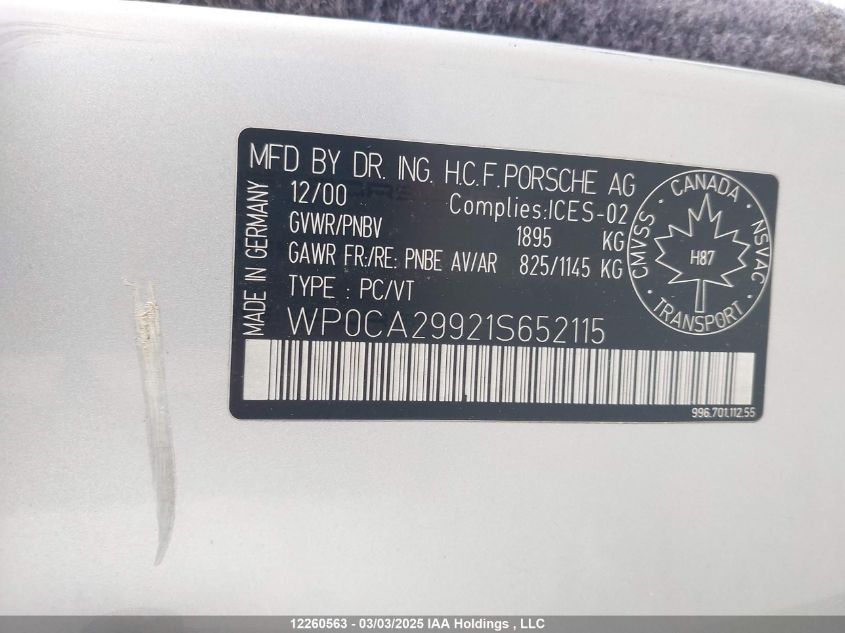 MFD BY DR. ING. H.C.F. PORSCHE AG
12/00
Complies:ICES-02
GVWR/PNBV 1895 KG
GAWR FR:/RE: PNBE AV/AR 825/1145 KG
TYPE : PC/VT
WP0CA29921S652115
MADE IN GERMANY
CANADA
CMVSS
NSVAC
H87
TRANSPORT
996.701.112.55
12260563 - 03/03/2025 IAA Holdings , LLC